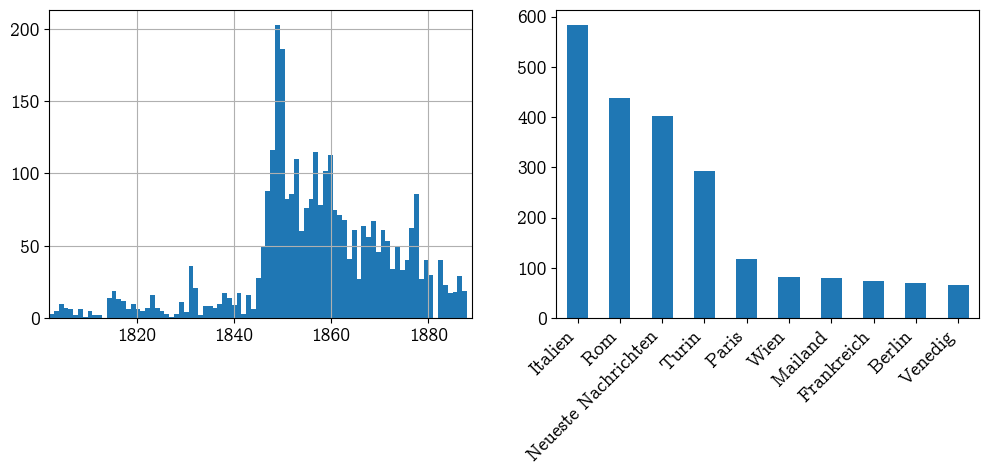 200
150
100
50
0
1820 1840 1860 1880
600
500
400
300
200
100
0
Italien
Rom
Neueste Nachrichten
Turin
Paris
Wien
Mailand
Frankreich
Berlin
Venedig